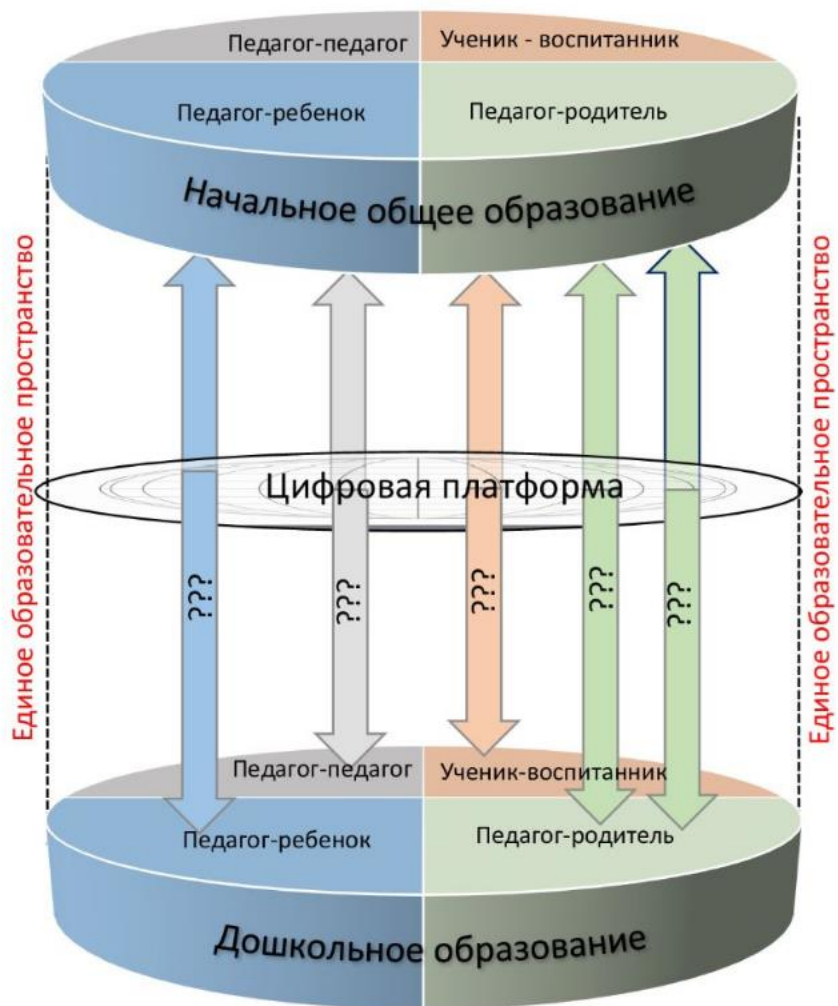 Педагог-педагог
Ученик - воспитанник
Педагог-ребенок
Педагог-родитель
Начальное общее образование
Единое образовательное пространство
Единое образовательное пространство
Цифровая платформа
???
???
???
???
???
Педагог-педагог
Ученик-воспитанник
Педагог-ребенок
Педагог-родитель
Дошкольное образование